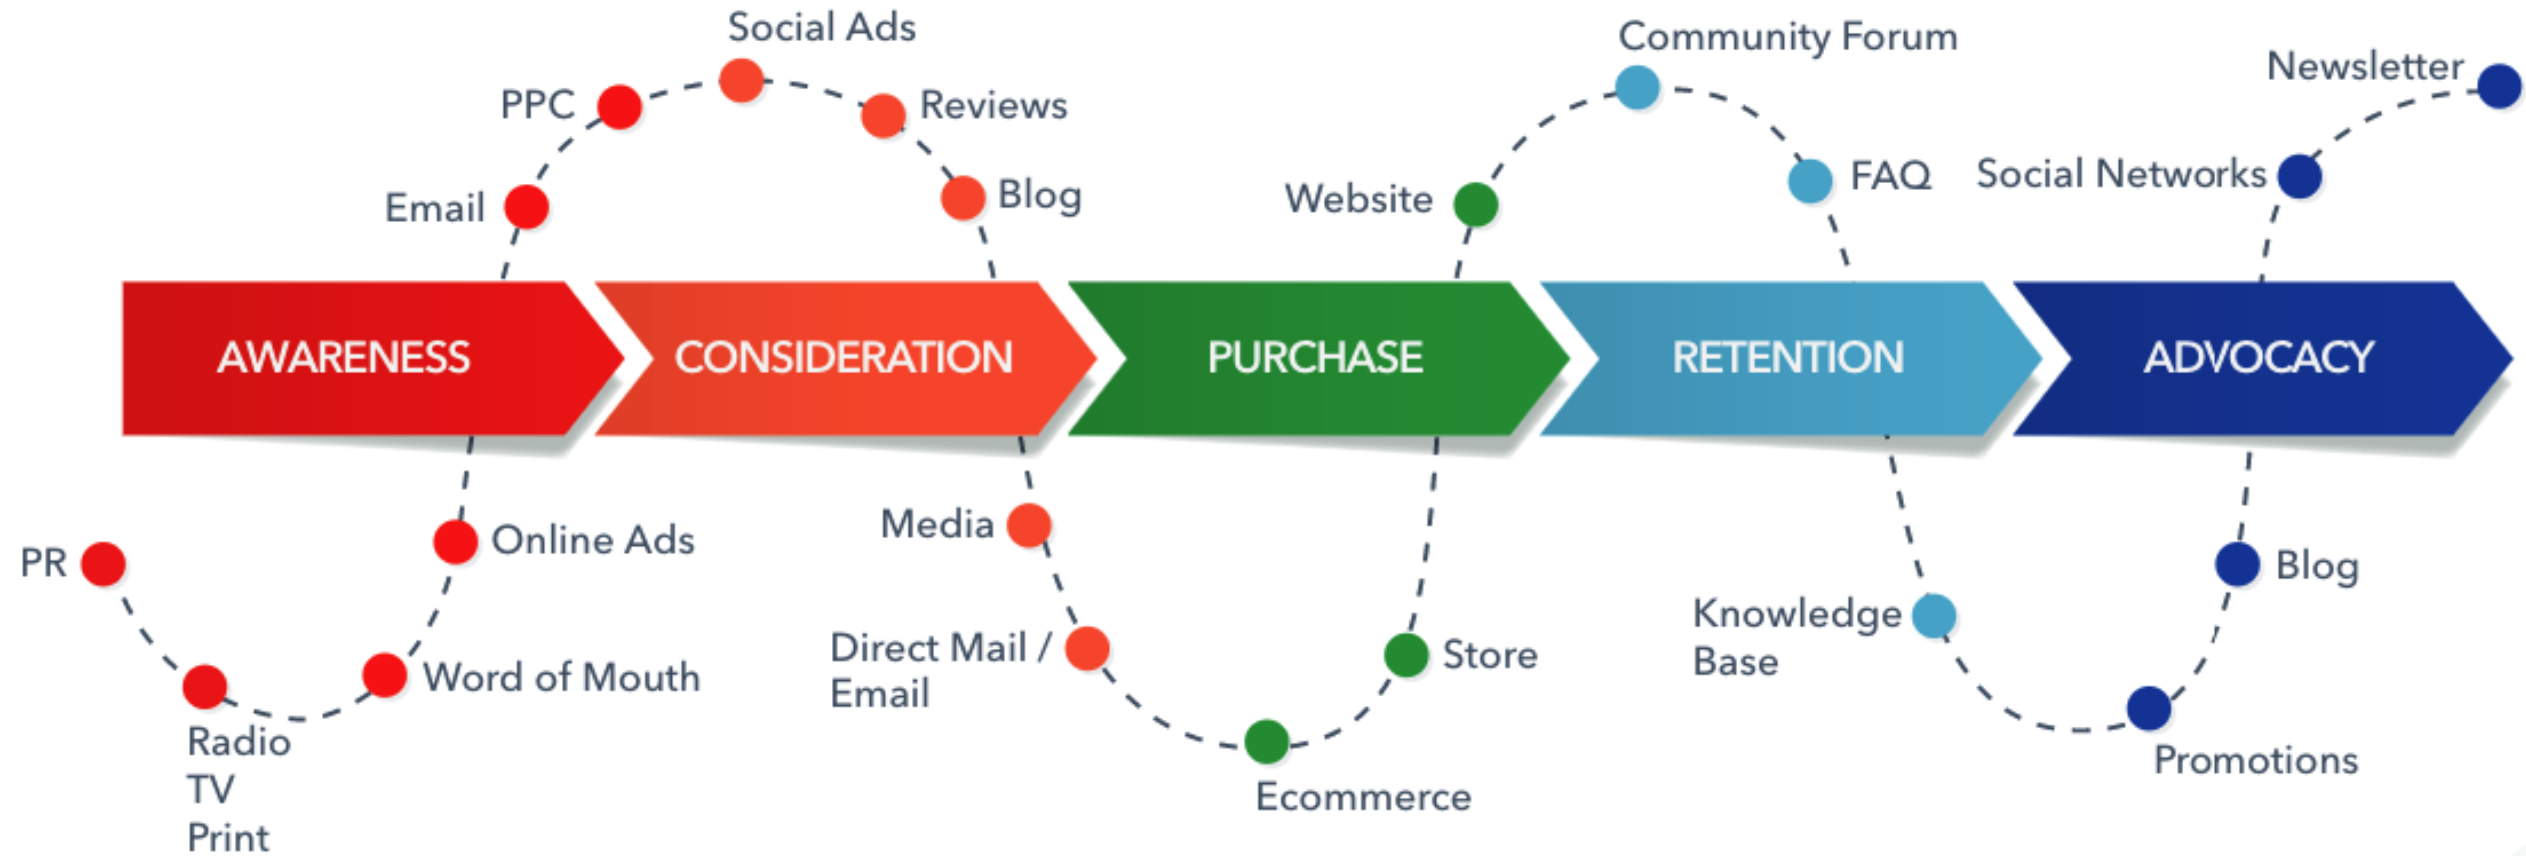 Social Ads
Community Forum
Newsletter
PPC
Reviews
Email
Blog
Website
FAQ
Social Networks
AWARENESS
CONSIDERATION
PURCHASE
RETENTION
ADVOCACY
PR
Online Ads
Media
Blog
Word of Mouth
Direct Mail /
Email
Store
Knowledge
Base
Radio
TV
Print
Ecommerce
Promotions